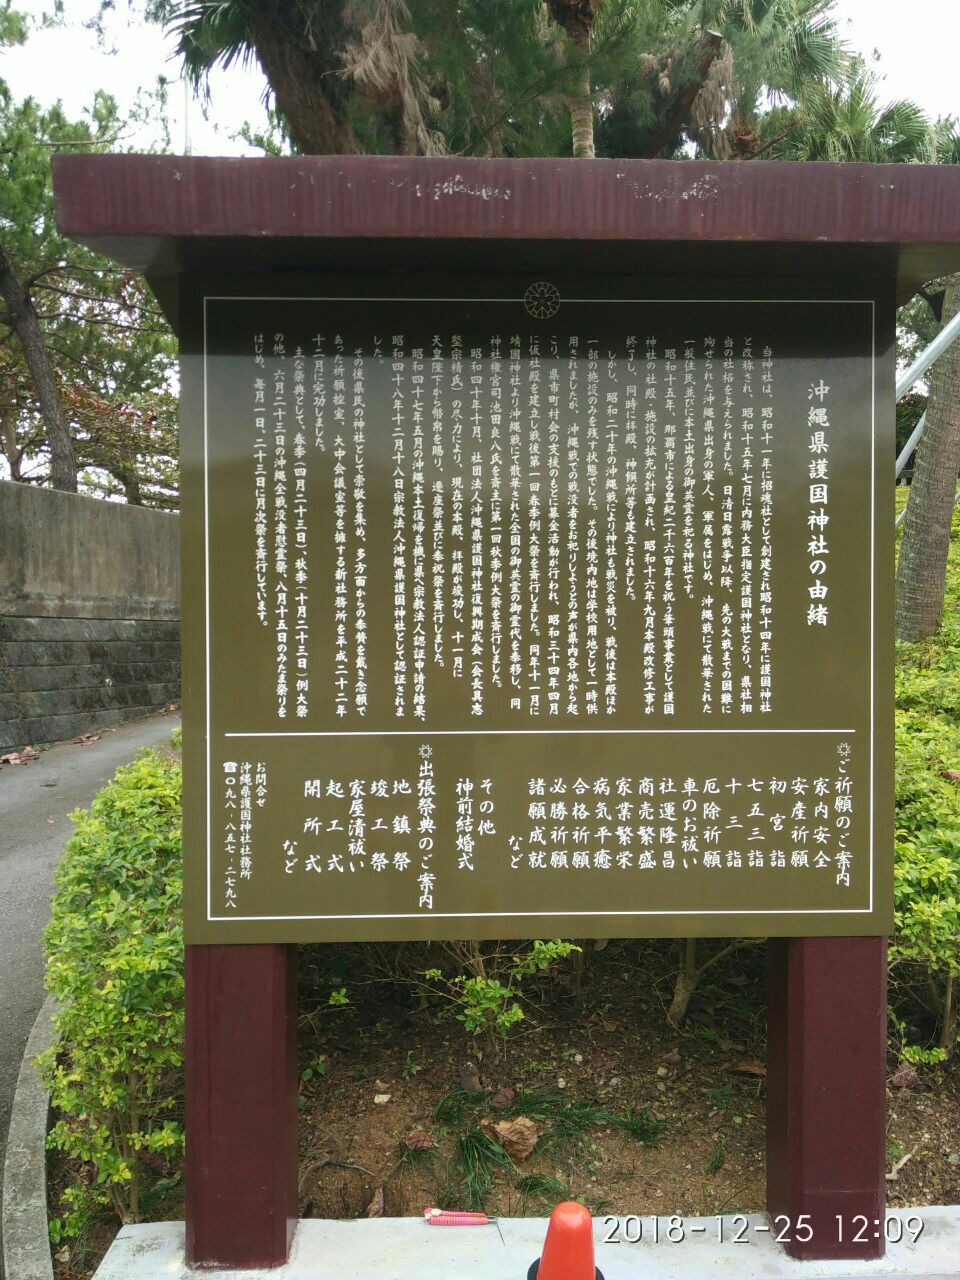 沖縄県護国神社の由緒
当神社は、昭和十一年に招魂社として創建され昭和十四年に護国神社
と改称され、昭和十五年七月に内務大臣指定護国神社となり、県社相
当の社格を与えられました。日清日露戦争以降、先の大戦までの国難に
殉せられた沖縄県出身の軍人、軍属をはじめ、沖縄戦にて散華された
一般住民並びに本土出身の御英霊を祀る神社です。
昭和十五年、那覇市による皇紀二千六百年を祝う筆頭事業として護国
神社の社殿・施設の拡充が計画され、昭和十六年九月本殿改修工事が
終了し、同時に拝殿、神饌所等も建立されました。
しかし、昭和二十年の沖縄戦により神社も戦災を被り、戦後は本殿ほか
一部の施設のみを残す状態でした。その後境内地は学校用地として一時供
用されましたが、沖縄戦での戦没者をお祀りしようとの声が県内各地から起
こり、県市町村会の支援のもとに募金活動が行われ、昭和三十四年四月
に仮社殿を建立し戦後第一回春季例大祭を斉行しました。同年十一月に
靖國神社より沖縄戦にて散華された全国の御英霊の御霊代を奉移し、同
神社権宮司池田良八氏を斎主に第一回秋季例大祭を斉行しました。
昭和四十年十月、社団法人沖縄県護国神社復興期成会(会長具志
堅宗精氏)の尽力により、現在の本殿、拝殿が竣功し、十一月に
天皇陛下から幣帛を賜り、遷座祭並びに奉祝祭を斉行しました。
昭和四十七年五月の沖縄本土復帰を機に県へ宗教法人認証申請の結果、
昭和四十八年十二月二十八日宗教法人沖縄県護国神社として認証されま
した。
その後県民の神社として崇敬を集め、多方面からの奉賛を戴き念願で
あった祈願控室、大中会議室等を擁する新社務所を平成二十二年
十二月に完功しました。
主な祭典として、春季(四月二十三日)、秋季(十月二十三日)例大祭
の他、六月二十三日の沖縄全戦没者慰霊祭、八月十五日のみたま祭りを
はじめ、毎月一日、二十三日に月次祭を斉行しています。
ご祈願のご案内
家内安全
安産祈願
初宮詣
七五三詣
十三詣
厄除祈願
車のお祓い
社運隆昌
商売繁盛
家業繁栄
病気平癒
合格祈願
必勝祈願
諸願成就
など
その他
神前結婚式
出張祭典のご案内
地鎮祭
竣工祭
家屋清祓い
起工式
開所式
など
お問合せ
沖縄県護国神社社務所
☎〇九八-八五七-二七九八
2018-12-25 12:09